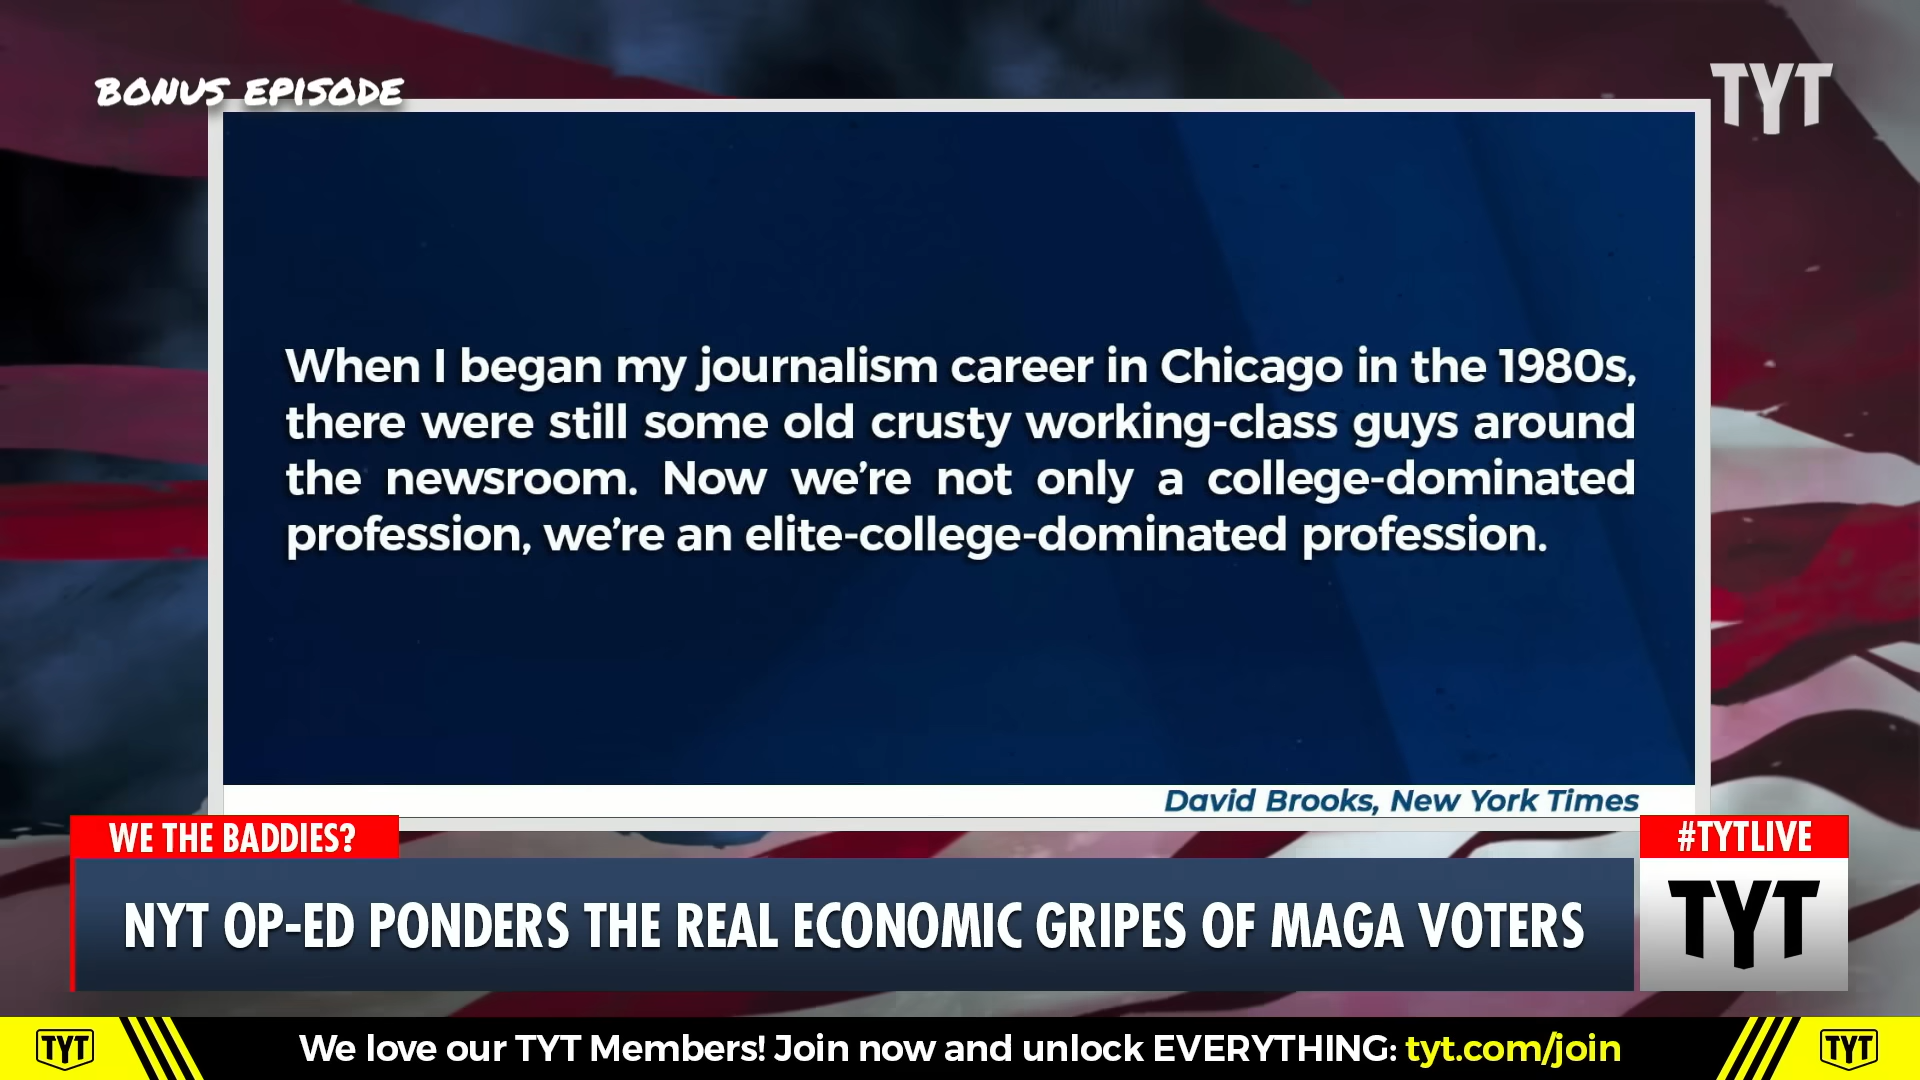 BONUS EPISODE
TYT
When I began my journalism career in Chicago in the 1980s,
there were still some old crusty working-class guys around
the newsroom. Now we're not only a college-dominated
profession, we're an elite-college-dominated profession.
David Brooks, New York Times
WE THE BADDIES?
#TYTLIVE
NYT OP-ED PONDERS THE REAL ECONOMIC GRIPES OF MAGA VOTERS
TYT
TYT
We love our TYT Members! Join now and unlock EVERYTHING: tyt.com/join
TYT